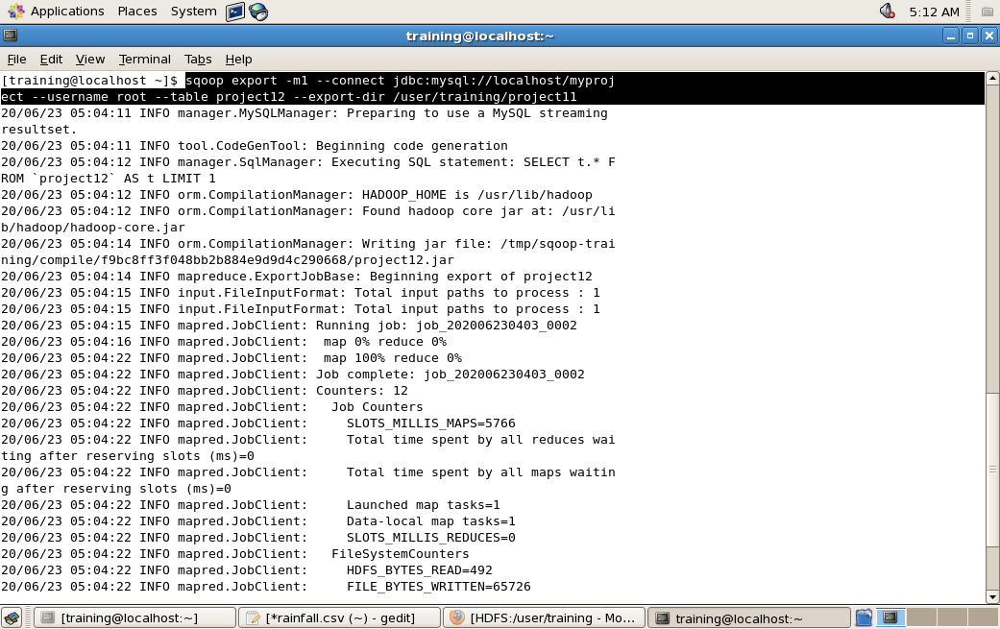 Applications Places System 5:12 AM
training@localhost:~
File Edit View Terminal Tabs Help
[training@localhost ~]$ sqoop export -m1 --connect jdbc:mysql://localhost/myproj
ect --username root --table project12 --export-dir /user/training/project11
20/06/23 05:04:11 INFO manager.MySQLManager: Preparing to use a MySQL streaming
resultset.
20/06/23 05:04:11 INFO tool.CodeGenTool: Beginning code generation
20/06/23 05:04:12 INFO manager.SqlManager: Executing SQL statement: SELECT t.* F
ROM `project12` AS t LIMIT 1
20/06/23 05:04:12 INFO orm.CompilationManager: HADOOP_HOME is /usr/lib/hadoop
20/06/23 05:04:12 INFO orm.CompilationManager: Found hadoop core jar at: /usr/li
b/hadoop/hadoop-core.jar
20/06/23 05:04:14 INFO orm.CompilationManager: Writing jar file: /tmp/sqoop-trai
ning/compile/f9bc8ff3f048bb2b884e9d9d4c290668/project12.jar
20/06/23 05:04:14 INFO mapreduce.ExportJobBase: Beginning export of project12
20/06/23 05:04:15 INFO input.FileInputFormat: Total input paths to process : 1
20/06/23 05:04:15 INFO input.FileInputFormat: Total input paths to process : 1
20/06/23 05:04:15 INFO mapred.JobClient: Running job: job_202006230403_0002
20/06/23 05:04:16 INFO mapred.JobClient:  map 0% reduce 0%
20/06/23 05:04:22 INFO mapred.JobClient:  map 100% reduce 0%
20/06/23 05:04:22 INFO mapred.JobClient: Job complete: job_202006230403_0002
20/06/23 05:04:22 INFO mapred.JobClient: Counters: 12
20/06/23 05:04:22 INFO mapred.JobClient:   Job Counters
20/06/23 05:04:22 INFO mapred.JobClient:     SLOTS_MILLIS_MAPS=5766
20/06/23 05:04:22 INFO mapred.JobClient:     Total time spent by all reduces wai
ting after reserving slots (ms)=0
20/06/23 05:04:22 INFO mapred.JobClient:     Total time spent by all maps waitin
g after reserving slots (ms)=0
20/06/23 05:04:22 INFO mapred.JobClient:     Launched map tasks=1
20/06/23 05:04:22 INFO mapred.JobClient:     Data-local map tasks=1
20/06/23 05:04:22 INFO mapred.JobClient:     SLOTS_MILLIS_REDUCES=0
20/06/23 05:04:22 INFO mapred.JobClient:   FileSystemCounters
20/06/23 05:04:22 INFO mapred.JobClient:     HDFS_BYTES_READ=492
20/06/23 05:04:22 INFO mapred.JobClient:     FILE_BYTES_WRITTEN=65726
[training@localhost:~] [*rainfall.csv (~) - gedit] [HDFS:/user/training - Mo... training@localhost:~